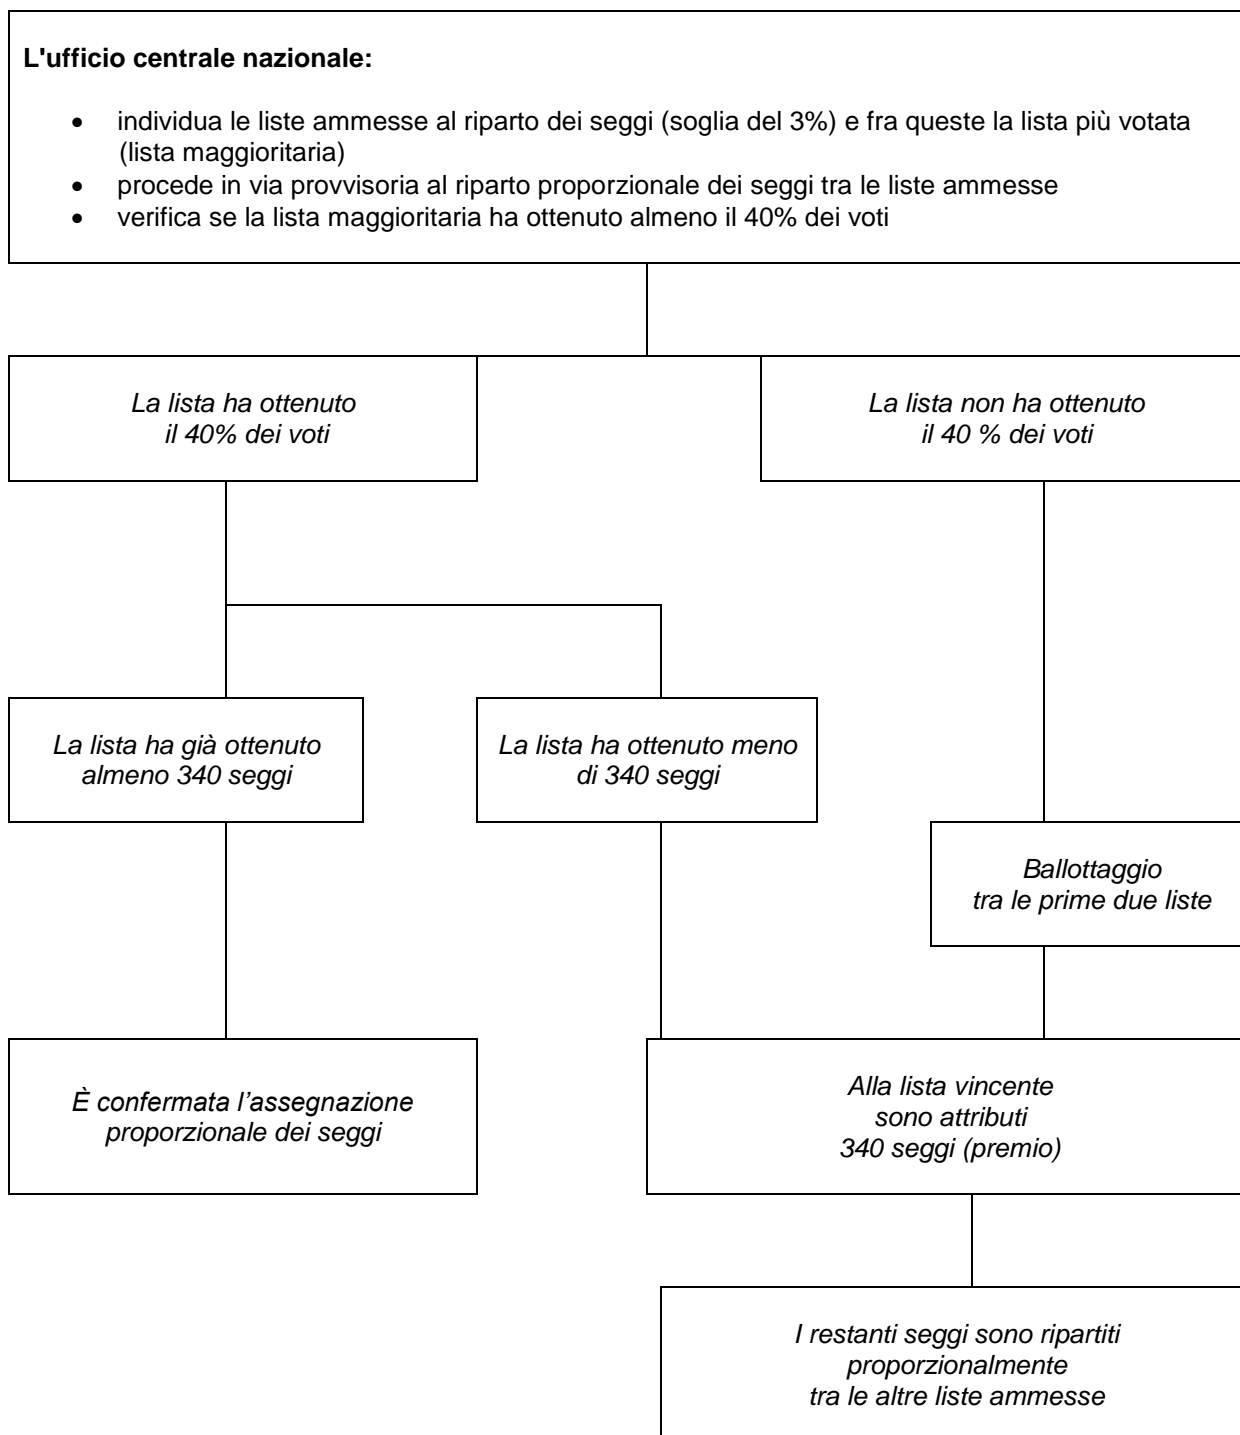 L'ufficio centrale nazionale:
• individua le liste ammesse al riparto dei seggi (soglia del 3%) e fra queste la lista più votata
(lista maggioritaria)
• procede in via provvisoria al riparto proporzionale dei seggi tra le liste ammesse
• verifica se la lista maggioritaria ha ottenuto almeno il 40% dei voti
La lista ha ottenuto
il 40% dei voti
La lista non ha ottenuto
il 40 % dei voti
La lista ha già ottenuto
almeno 340 seggi
La lista ha ottenuto meno
di 340 seggi
Ballottaggio
tra le prime due liste
È confermata l’assegnazione
proporzionale dei seggi
Alla lista vincente
sono attributi
340 seggi (premio)
I restanti seggi sono ripartiti
proporzionalmente
tra le altre liste ammesse